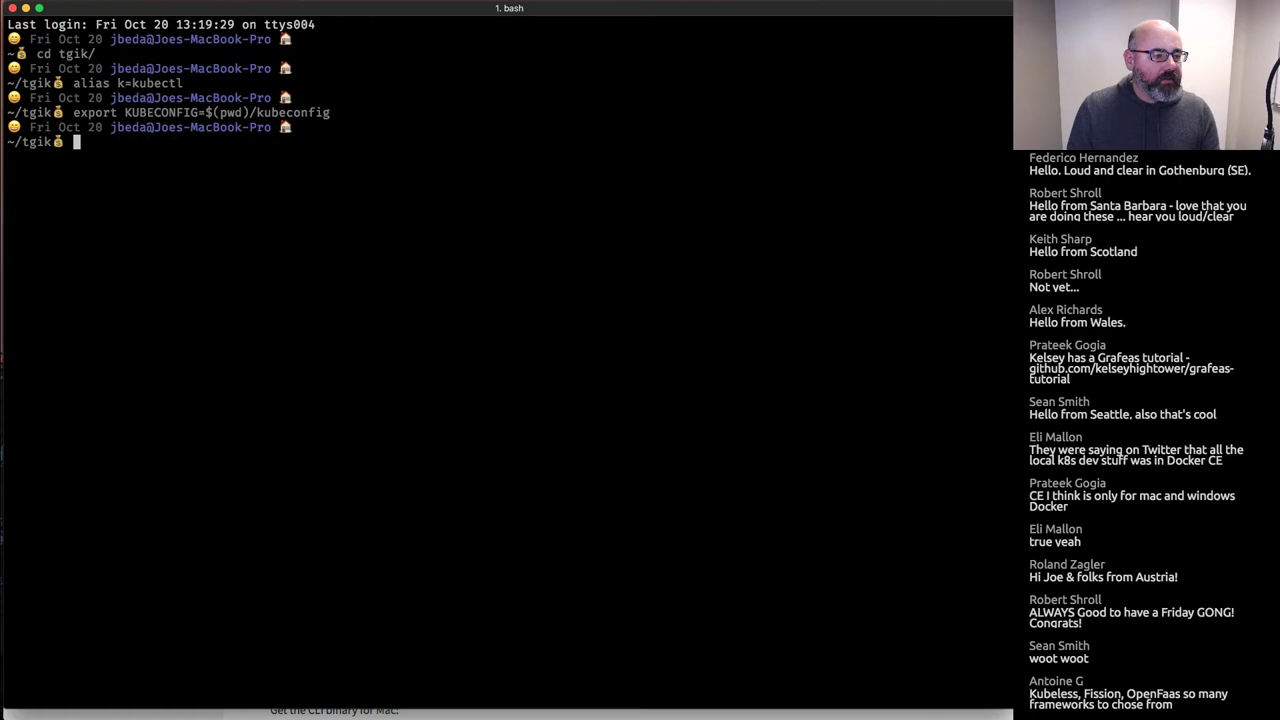 1. bash
Last login: Fri Oct 20 13:19:29 on ttys004
😊 Fri Oct 20 jbeda@Joes-MacBook-Pro 🏠
~💰 cd tgik/
😊 Fri Oct 20 jbeda@Joes-MacBook-Pro 🏠
~/tgik💰 alias k=kubectl
😊 Fri Oct 20 jbeda@Joes-MacBook-Pro 🏠
~/tgik💰 export KUBECONFIG=$(pwd)/kubeconfig
😊 Fri Oct 20 jbeda@Joes-MacBook-Pro 🏠
~/tgik💰
Get the CLI binary for Mac:
Federico Hernandez
Hello. Loud and clear in Gothenburg (SE).
Robert Shroll
Hello from Santa Barbara - love that you
are doing these ... hear you loud/clear
Keith Sharp
Hello from Scotland
Robert Shroll
Not yet...
Alex Richards
Hello from Wales.
Prateek Gogia
Kelsey has a Grafeas tutorial -
github.com/kelseyhightower/grafeas-
tutorial
Sean Smith
Hello from Seattle, also that's cool
Eli Mallon
They were saying on Twitter that all the
local k8s dev stuff was in Docker CE
Prateek Gogia
CE I think is only for mac and windows
Docker
Eli Mallon
true yeah
Roland Zagler
Hi Joe & folks from Austria!
Robert Shroll
ALWAYS Good to have a Friday GONG!
Congrats!
Sean Smith
woot woot
Antoine G
Kubeless, Fission, OpenFaas so many
frameworks to chose from